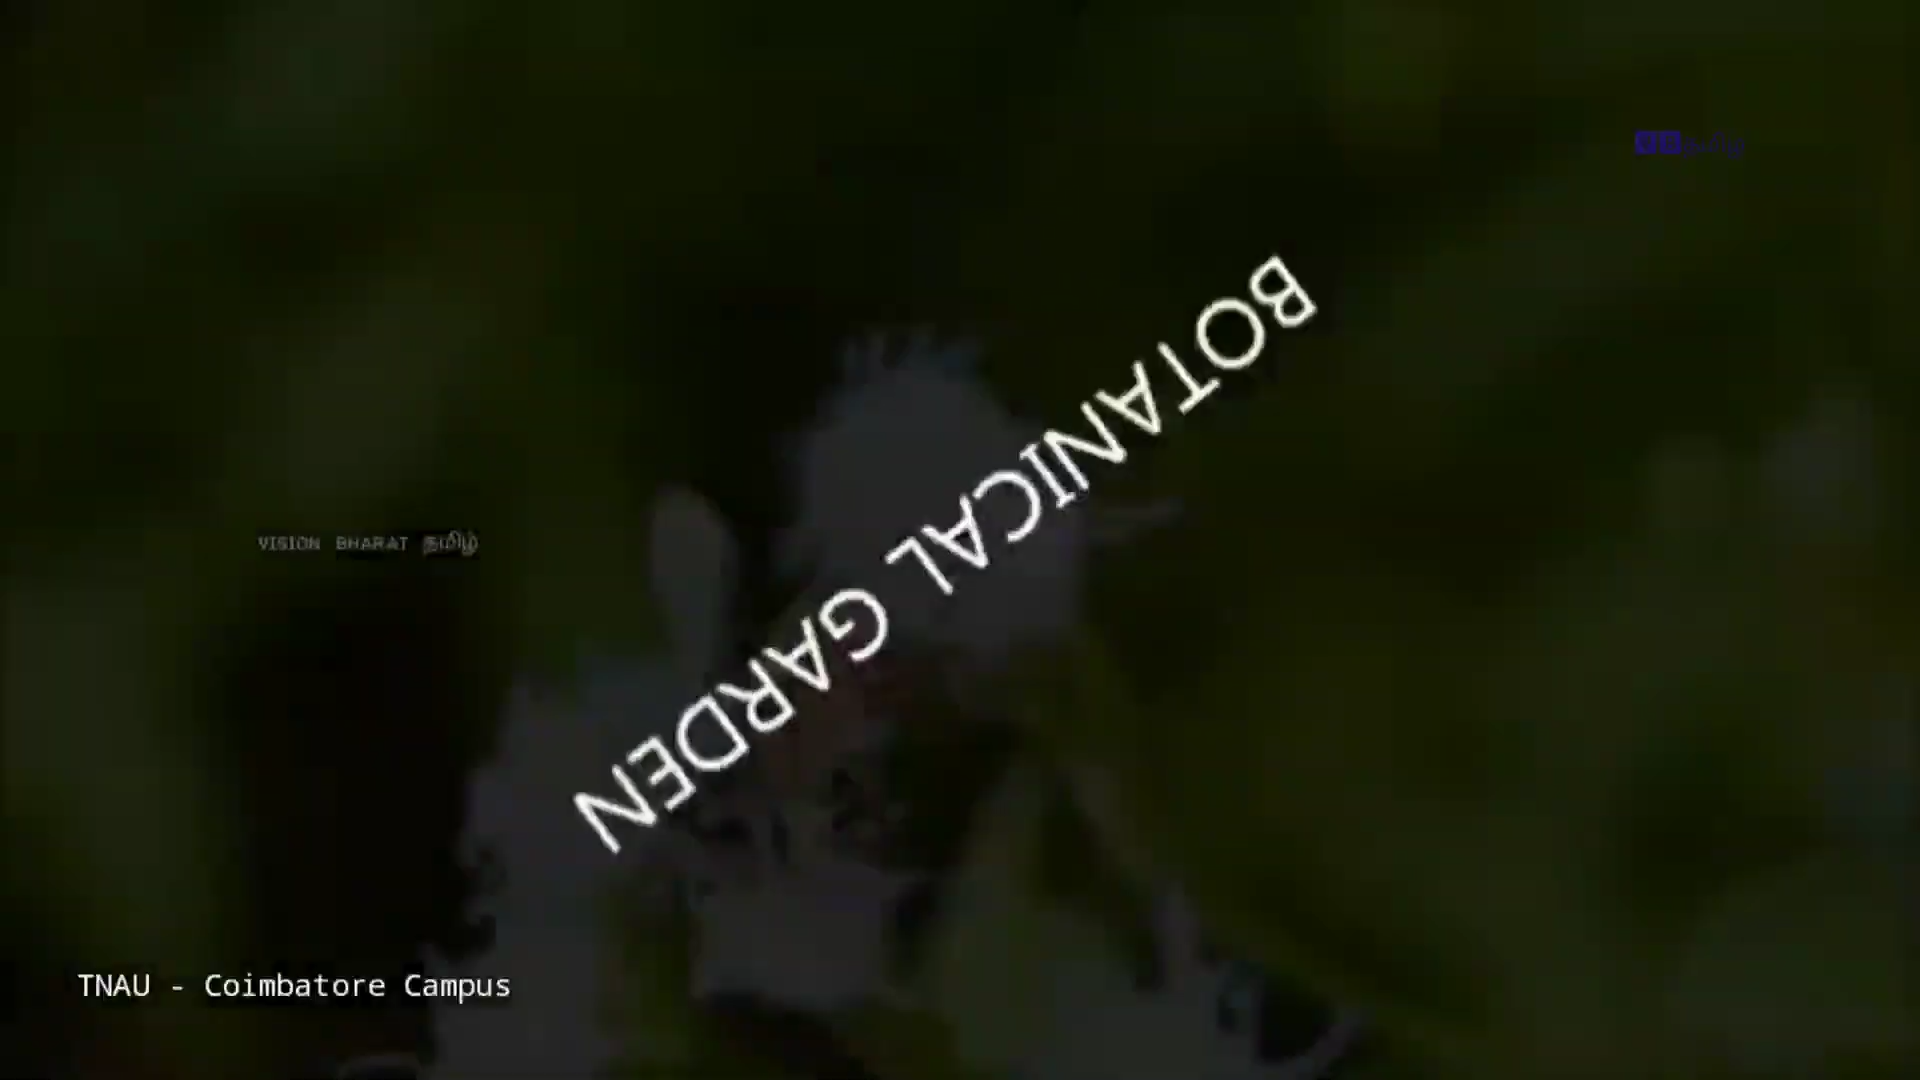 BOTANICAL GARDEN
VISION BHARAT தமிழ்
TNAU - Coimbatore Campus